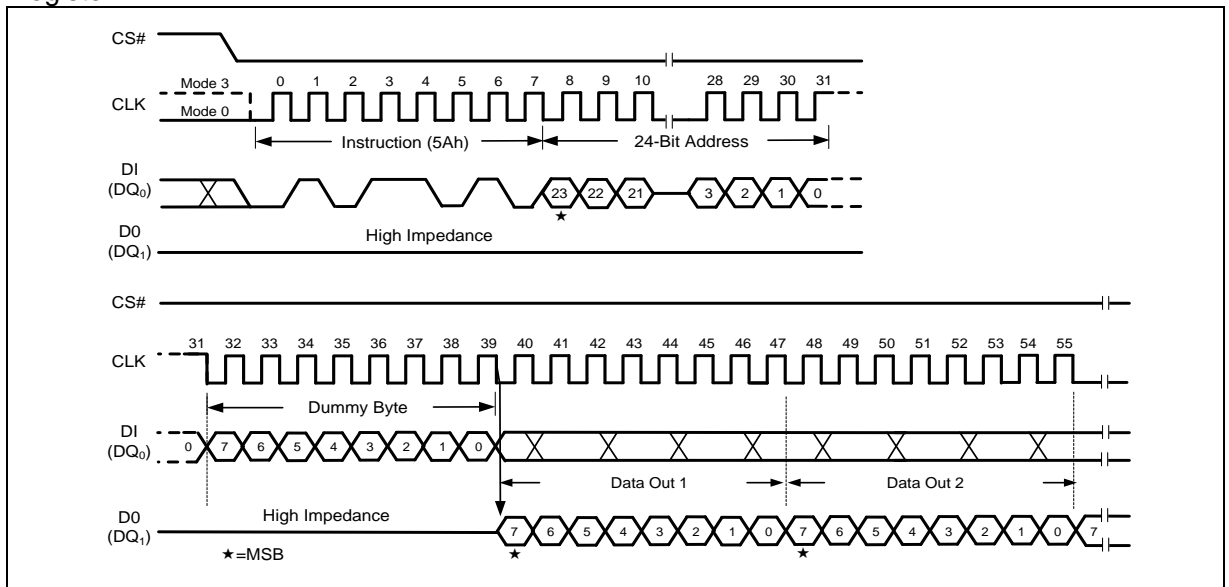 CS#
Mode 3 0 1 2 3 4 5 6 7 8 9 10 28 29 30 31
CLK
Mode 0
Instruction (5Ah) 24-Bit Address
DI
(DQ0) 23 22 21 3 2 1 0
★
D0
(DQ1) High Impedance
CS#
31 32 33 34 35 36 37 38 39 40 41 42 43 44 45 46 47 48 49 50 51 52 53 54 55
CLK
Dummy Byte
DI
(DQ0) 0 7 6 5 4 3 2 1 0
Data Out 1 Data Out 2
D0
(DQ1) High Impedance 7 6 5 4 3 2 1 0 7 6 5 4 3 2 1 0 7
★=MSB ★ ★